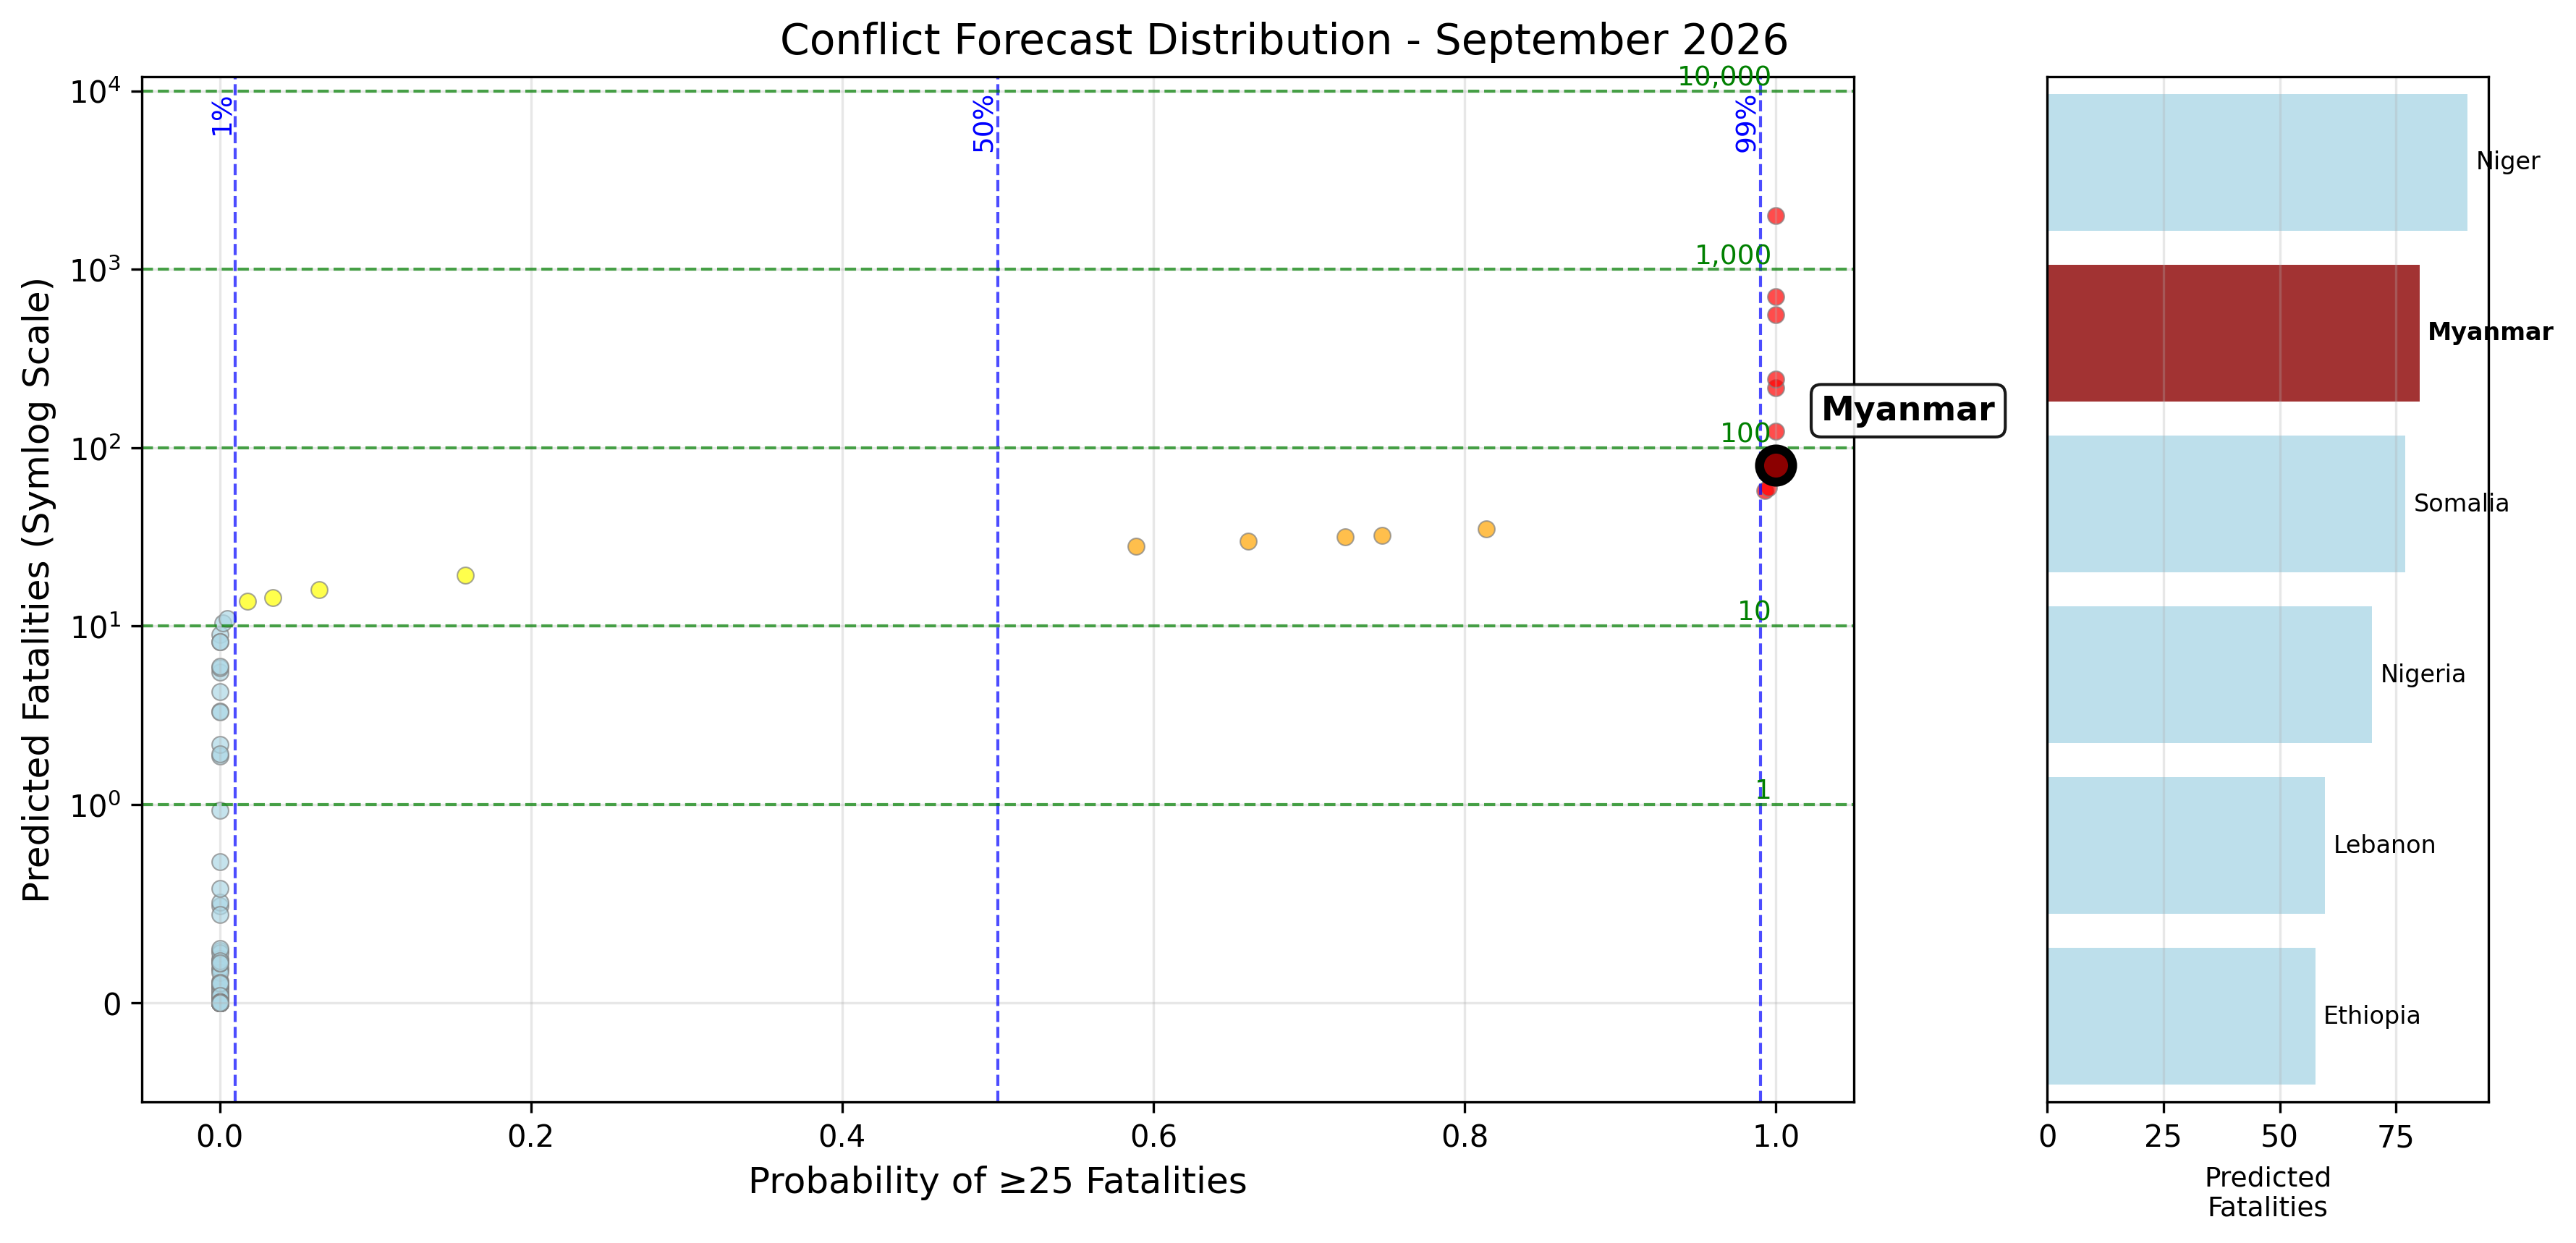 Conflict Forecast Distribution - September 2026
Predicted Fatalities (Symlog Scale)
10⁴
10³
10²
10¹
10⁰
0
1%
50%
99%
10,000
1,000
100
10
1
Myanmar
0.0 0.2 0.4 0.6 0.8 1.0
Probability of ≥25 Fatalities
Niger
Myanmar
Somalia
Nigeria
Lebanon
Ethiopia
0 25 50 75
Predicted
Fatalities